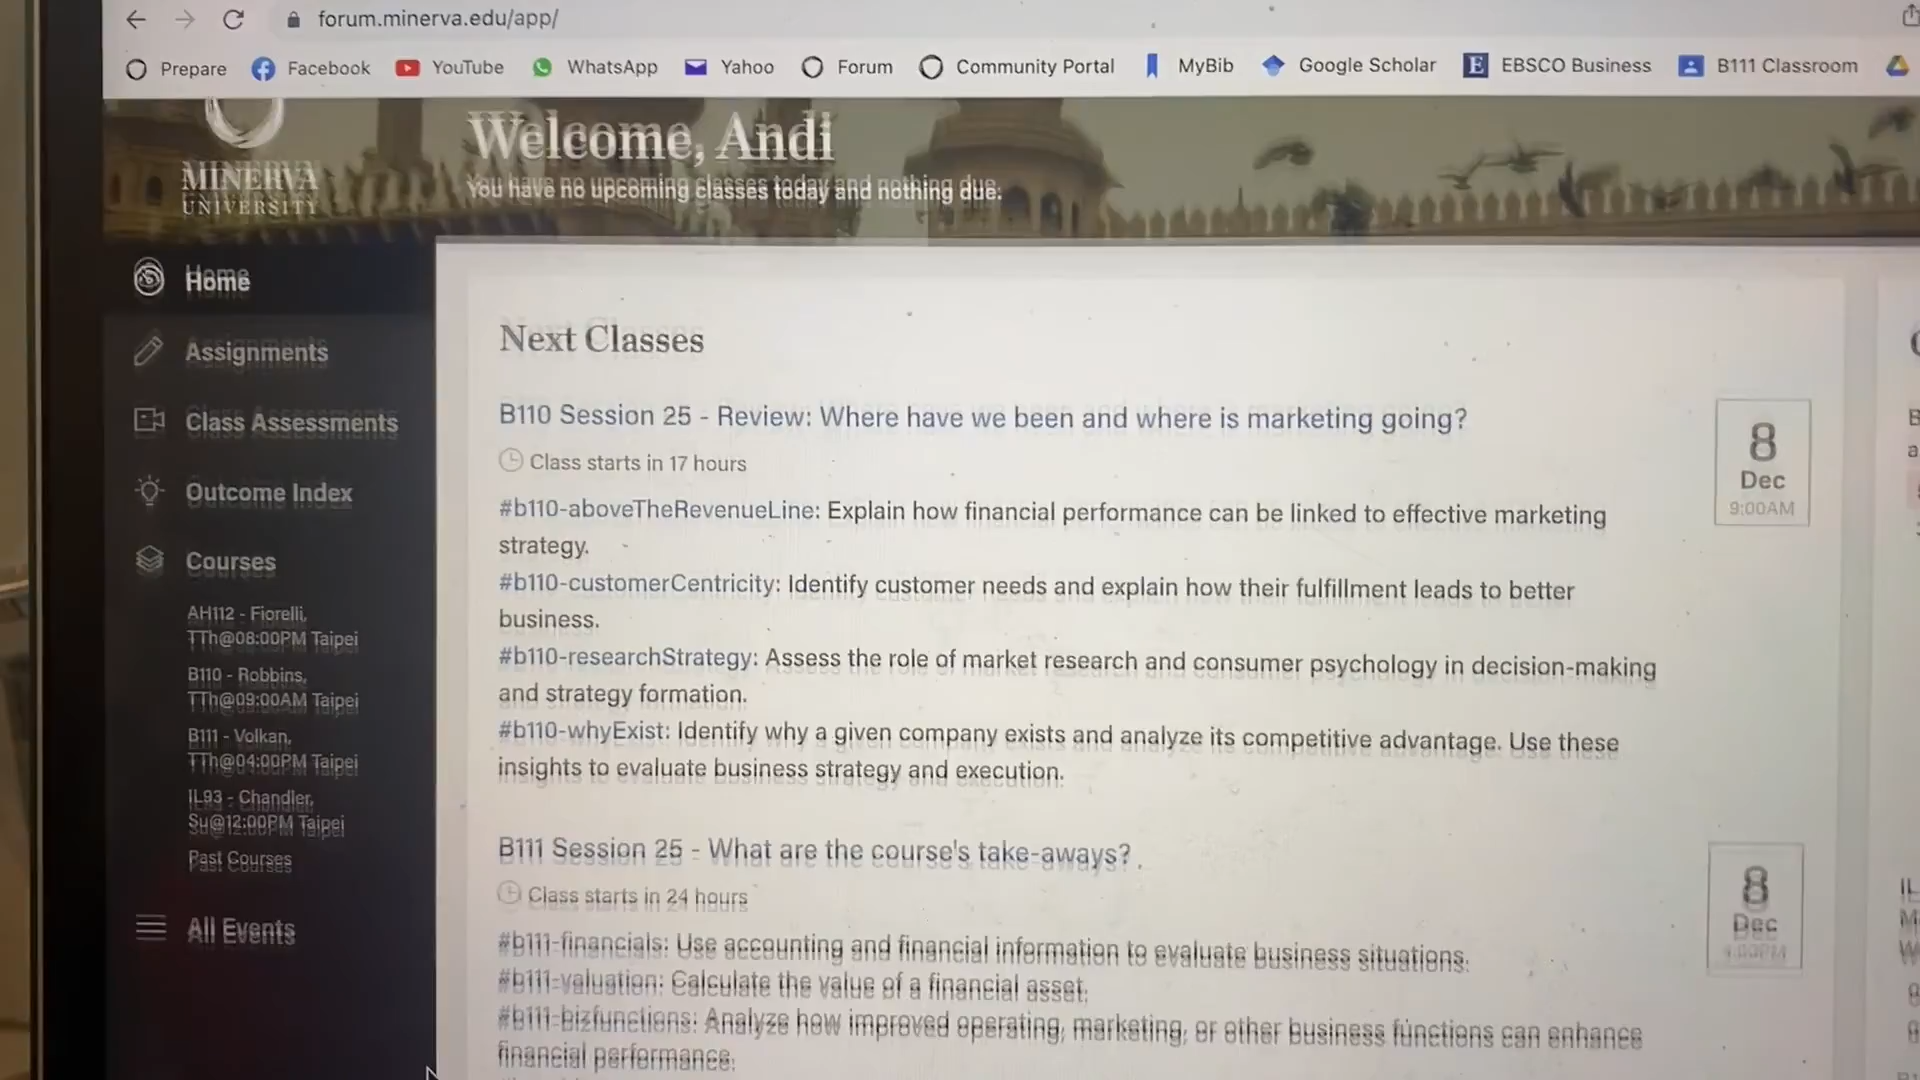 forum.minerva.edu/app/
Prepare Facebook YouTube WhatsApp Yahoo Forum Community Portal MyBib Google Scholar EBSCO Business B111 Classroom
MINERVA
UNIVERSITY
Welcome, Andi
You have no upcoming classes today and nothing due.
Home
Assignments
Class Assessments
Outcome Index
Courses
AH112 - Fiorelli,
TTh@08:00PM Taipei
B110 - Robbins,
TTh@09:00AM Taipei
B111 - Volkan,
TTh@04:00PM Taipei
IL93 - Chandler,
Su@12:00PM Taipei
Past Courses
All Events
Next Classes
B110 Session 25 - Review: Where have we been and where is marketing going?
Class starts in 17 hours
8
Dec
9:00AM
#b110-aboveTheRevenueLine: Explain how financial performance can be linked to effective marketing
strategy.
#b110-customerCentricity: Identify customer needs and explain how their fulfillment leads to better
business.
#b110-researchStrategy: Assess the role of market research and consumer psychology in decision-making
and strategy formation.
#b110-whyExist: Identify why a given company exists and analyze its competitive advantage. Use these
insights to evaluate business strategy and execution.
B111 Session 25 - What are the course's take-aways?
Class starts in 24 hours
8
Dec
4:00PM
#b111-financials: Use accounting and financial information to evaluate business situations.
#b111-valuation: Calculate the value of a financial asset.
#b111-bizfunctions: Analyze how improved operating, marketing, or other business functions can enhance
financial performance.